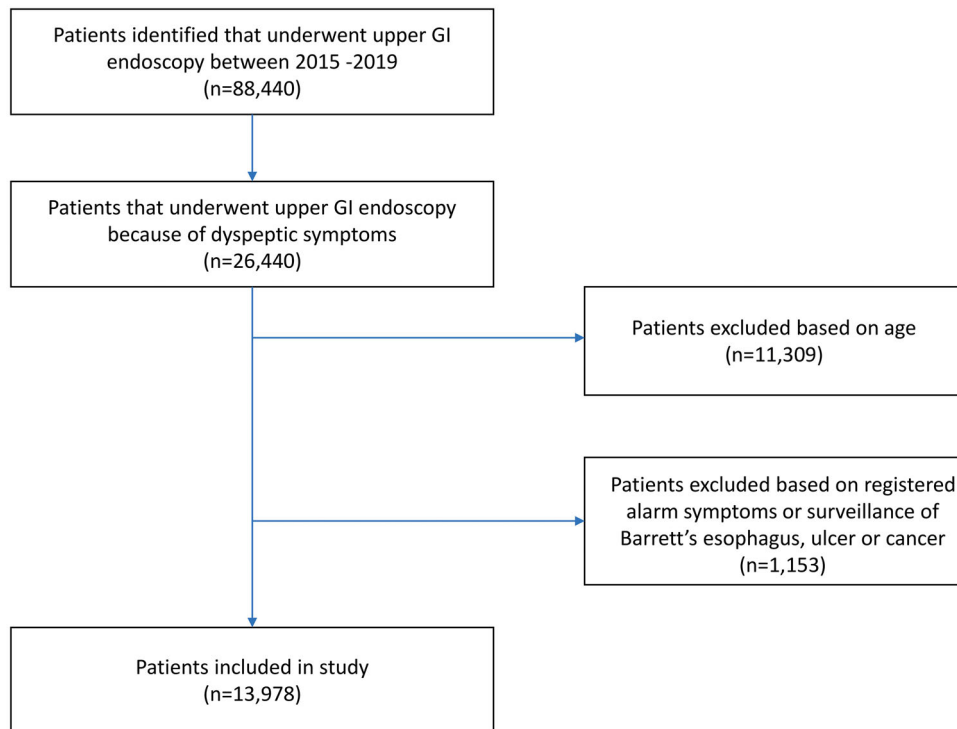 Patients identified that underwent upper GI
endoscopy between 2015 -2019
(n=88,440)
Patients that underwent upper GI endoscopy
because of dyspeptic symptoms
(n=26,440)
Patients excluded based on age
(n=11,309)
Patients excluded based on registered
alarm symptoms or surveillance of
Barrett’s esophagus, ulcer or cancer
(n=1,153)
Patients included in study
(n=13,978)